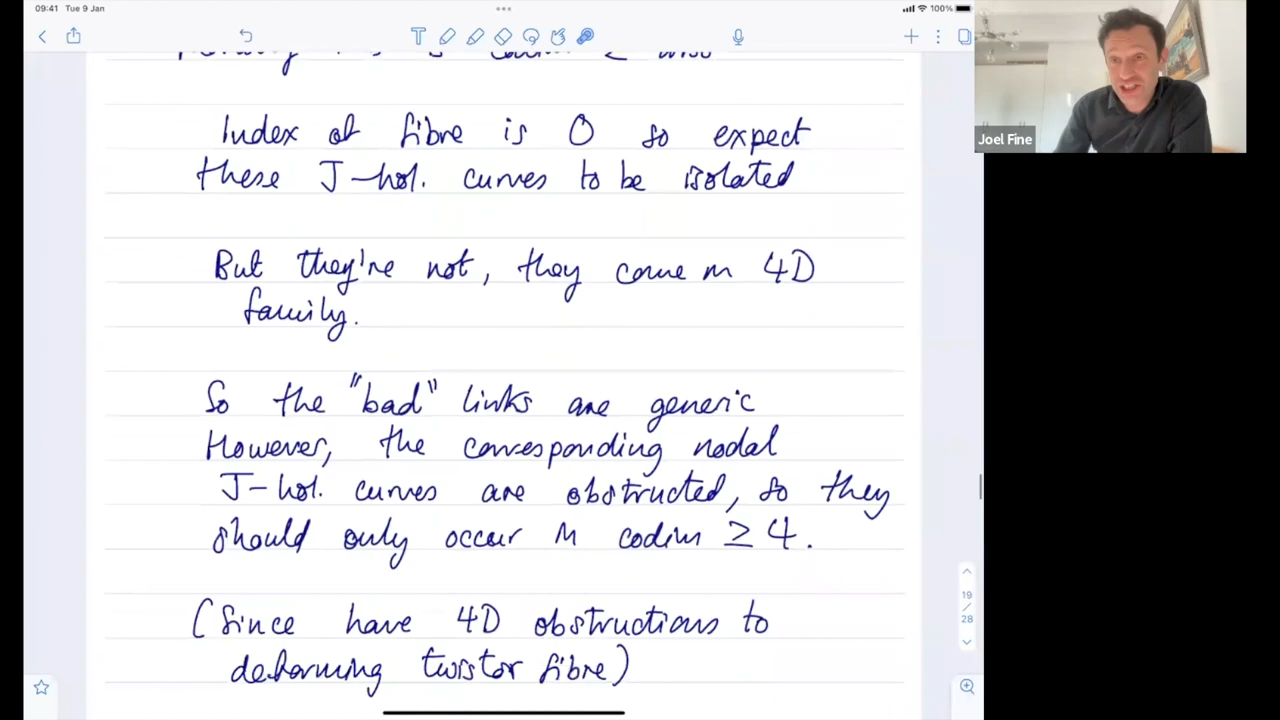 09:41 Tue 9 Jan
100%
Index of fibre is 0 so expect
these J-hol. curves to be isolated
But they're not, they come in 4D
family.
So the "bad" links are generic
However, the corresponding nodal
J-hol. curves are obstructed, so they
should only occur in codim ≥ 4.
(Since have 4D obstructions to
deforming twistor fibre)
19
/
28
Joel Fine